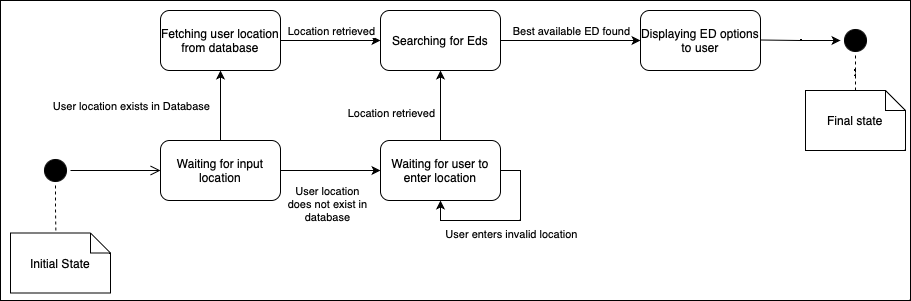 Fetching user location
from database
Location retrieved
Searching for Eds
Best available ED found
Displaying ED options
to user
User location exists in Database
Location retrieved
Final state
Waiting for input
location
User location
does not exist in
database
Waiting for user to
enter location
User enters invalid location
Initial State